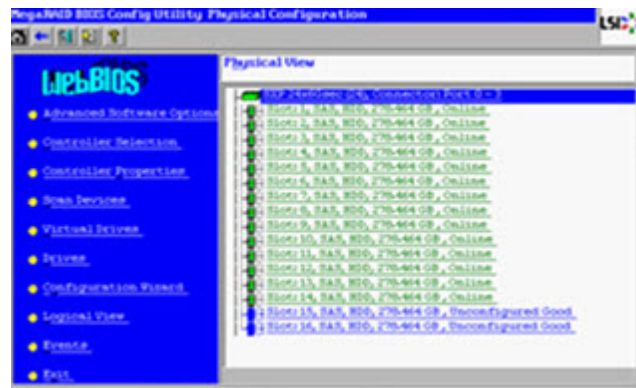 MegaRAID BIOS Config Utility Physical Configuration
LSI
WebBIOS
Advanced Software Options
Controller Selection
Controller Properties
Scan Devices
Virtual Drives
Drives
Configuration Wizard
Logical View
Events
Exit
Physical View
Connector: Port 0 - 3
Slot: 1, SAS, HDD, 278.464 GB, Online
Slot: 2, SAS, HDD, 278.464 GB, Online
Slot: 3, SAS, HDD, 278.464 GB, Online
Slot: 4, SAS, HDD, 278.464 GB, Online
Slot: 5, SAS, HDD, 278.464 GB, Online
Slot: 6, SAS, HDD, 278.464 GB, Online
Slot: 7, SAS, HDD, 278.464 GB, Online
Slot: 8, SAS, HDD, 278.464 GB, Online
Slot: 9, SAS, HDD, 278.464 GB, Online
Slot: 10, SAS, HDD, 278.464 GB, Online
Slot: 11, SAS, HDD, 278.464 GB, Online
Slot: 12, SAS, HDD, 278.464 GB, Online
Slot: 13, SAS, HDD, 278.464 GB, Online
Slot: 14, SAS, HDD, 278.464 GB, Online
Slot: 15, SAS, HDD, 278.464 GB, Unconfigured Good
Slot: 16, SAS, HDD, 278.464 GB, Unconfigured Good